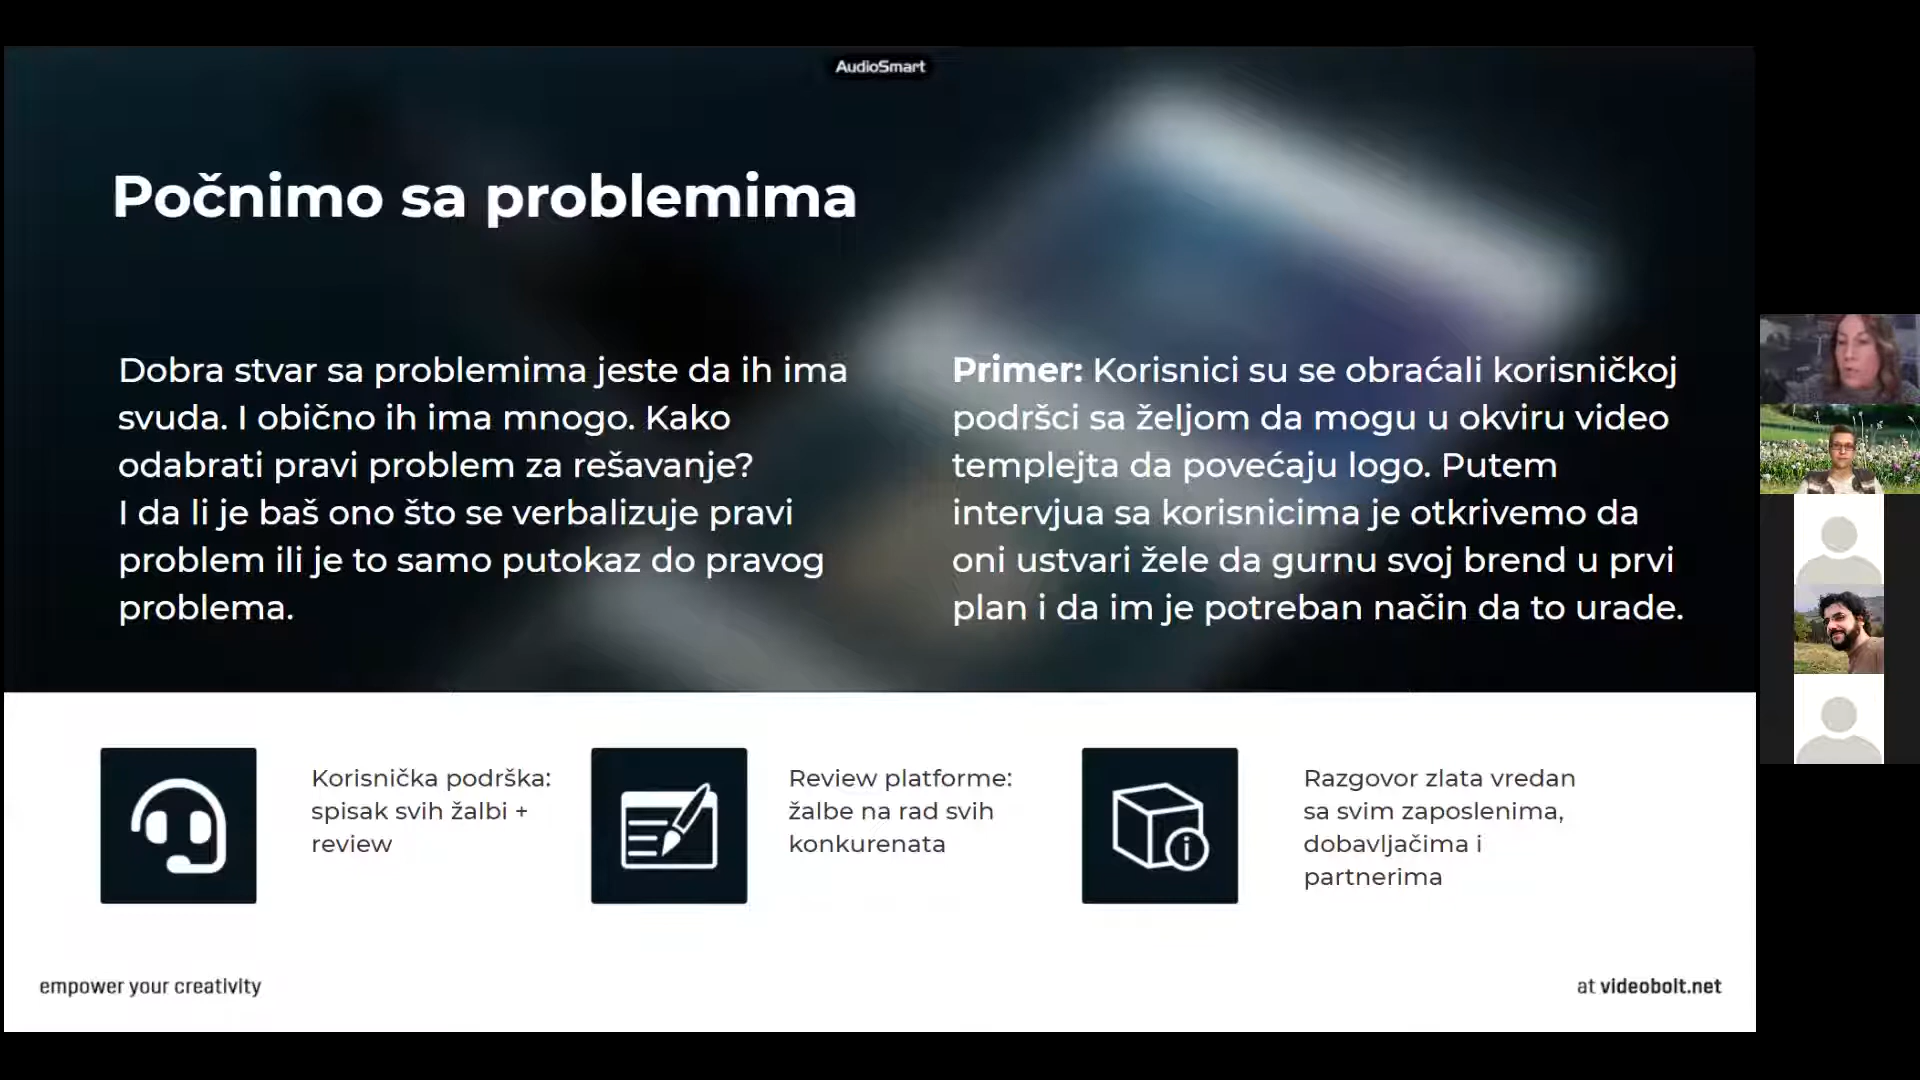 AudioSmart
Počnimo sa problemima
Dobra stvar sa problemima jeste da ih ima
svuda. I obično ih ima mnogo. Kako
odabrati pravi problem za rešavanje?
I da li je baš ono što se verbalizuje pravi
problem ili je to samo putokaz do pravog
problema.
Primer: Korisnici su se obraćali korisničkoj
podršci sa željom da mogu u okviru video
templejta da povećaju logo. Putem
intervjua sa korisnicima je otkrivemo da
oni ustvari žele da gurnu svoj brend u prvi
plan i da im je potreban način da to urade.
Korisnička podrška:
spisak svih žalbi +
review
Review platforme:
žalbe na rad svih
konkurenata
Razgovor zlata vredan
sa svim zaposlenima,
dobavljačima i
partnerima
empower your creativity
at videobolt.net